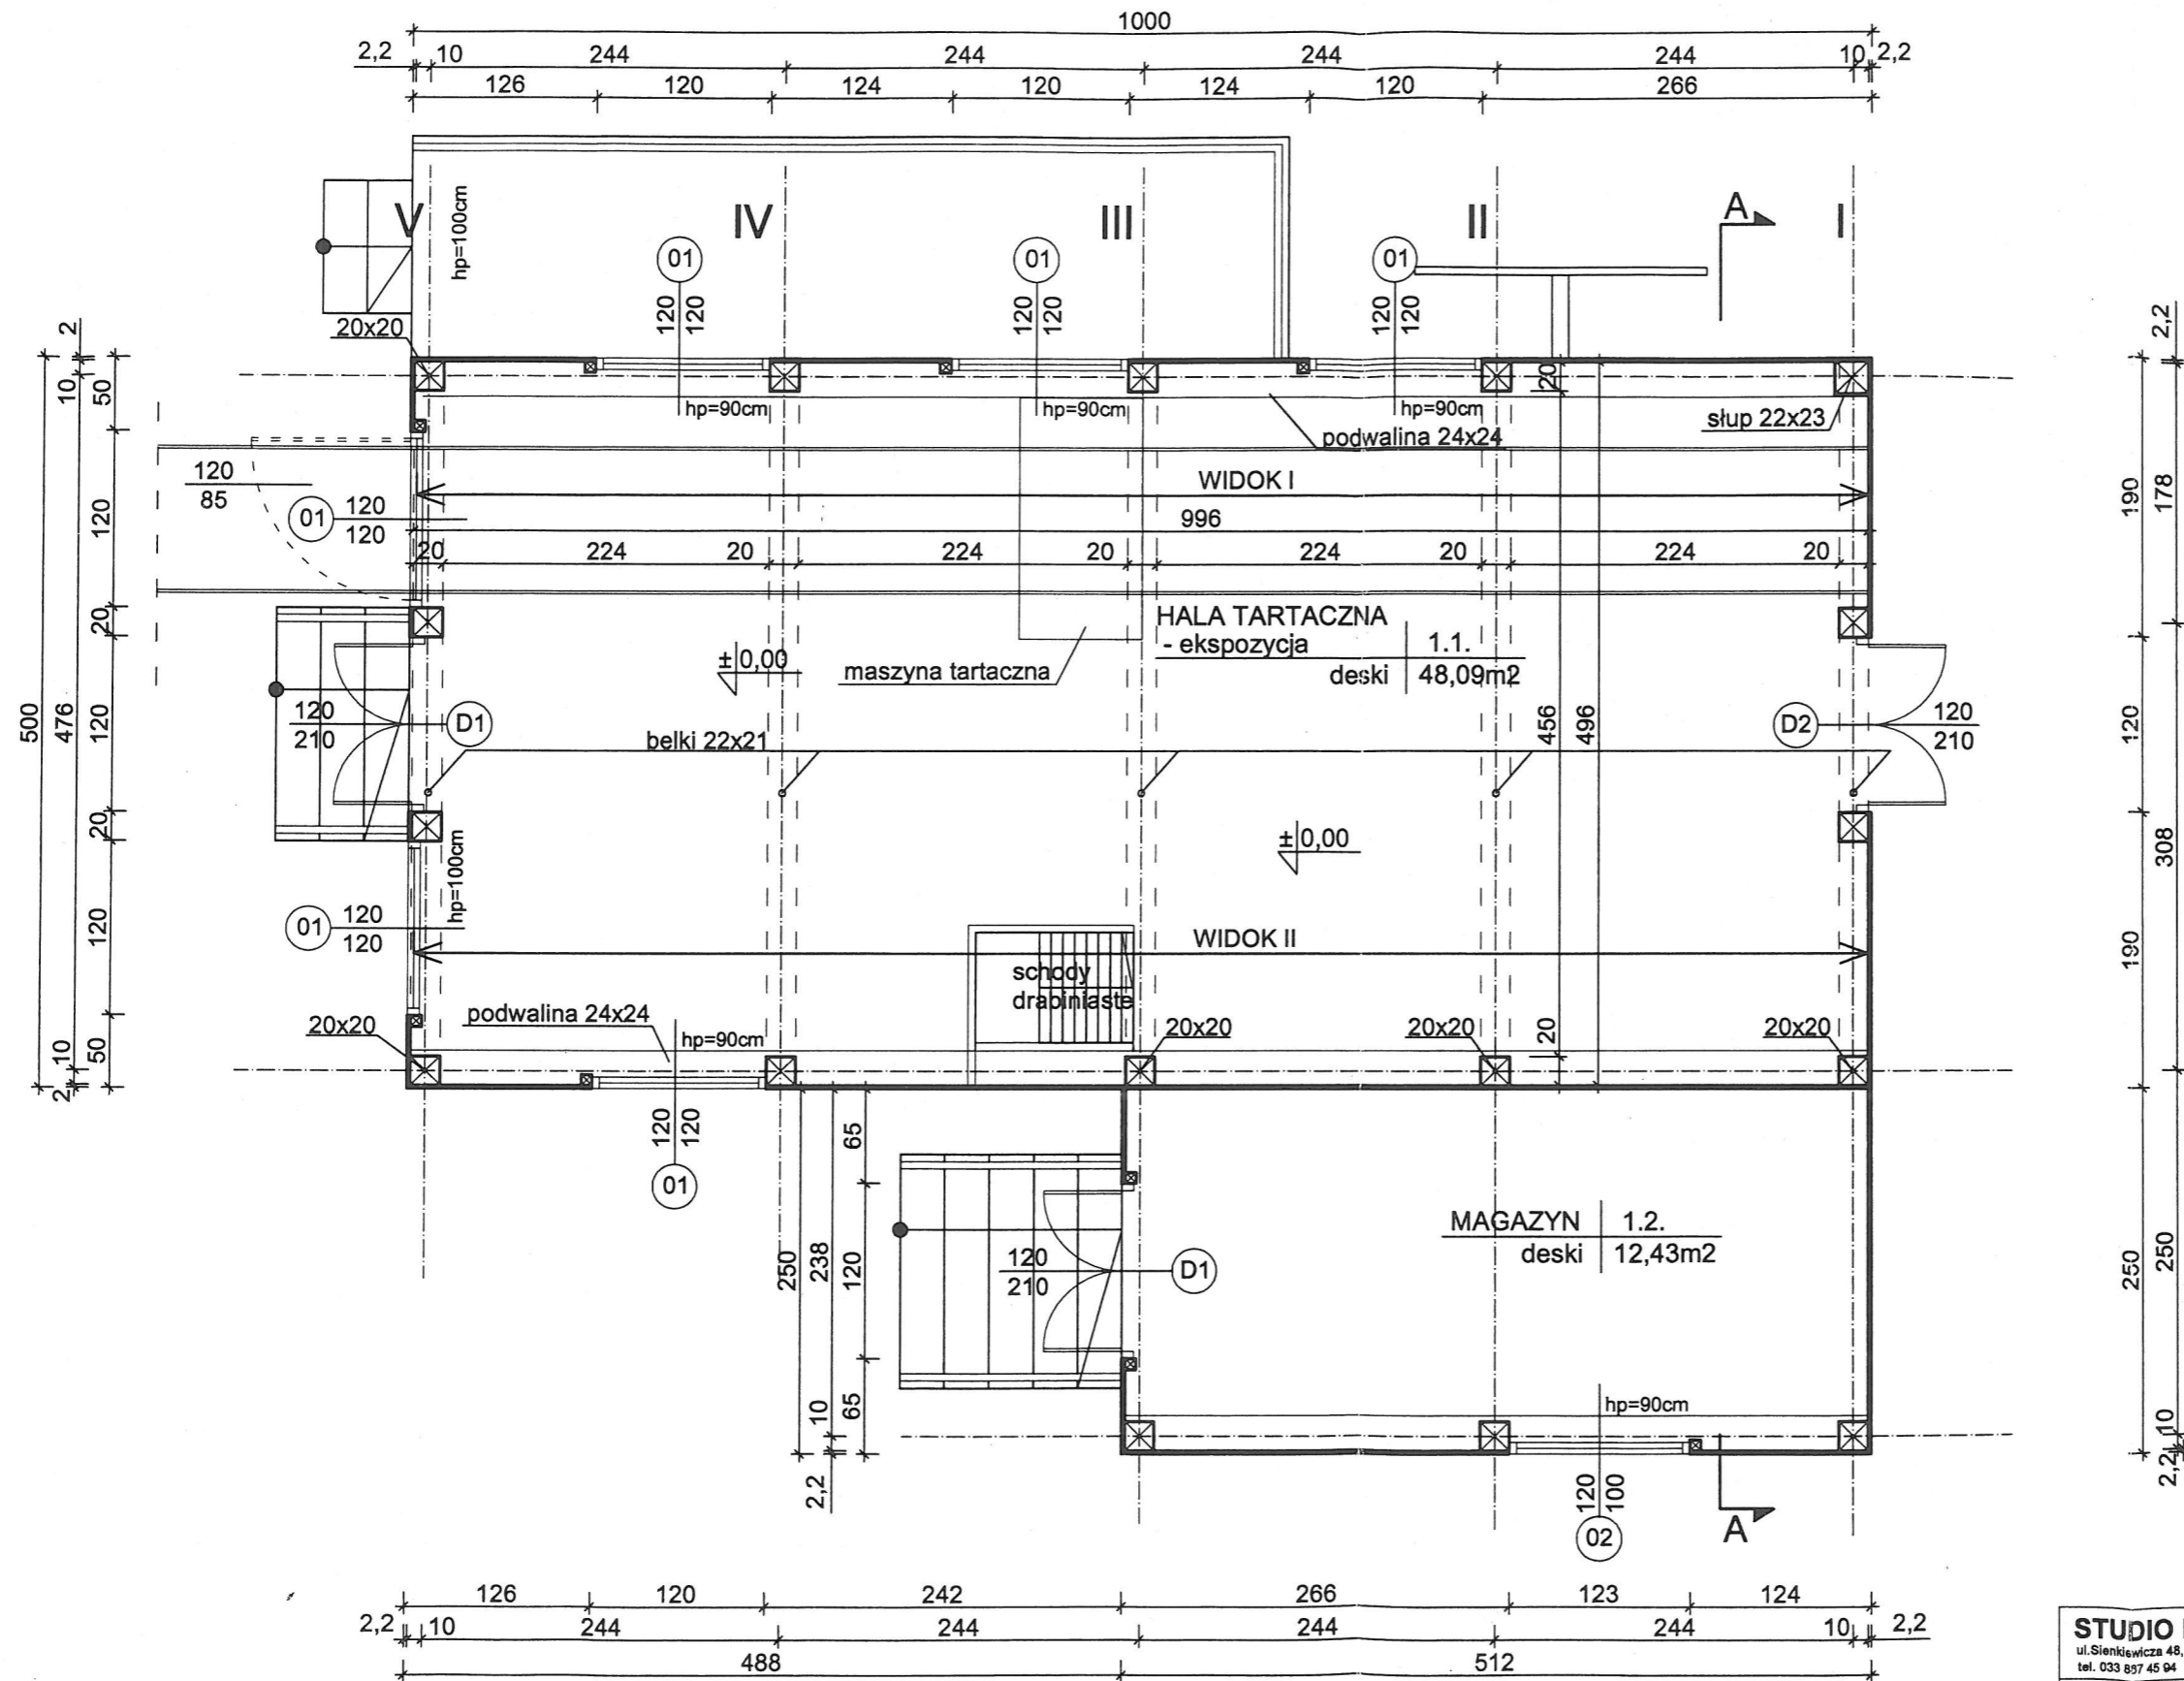 1000
2,2 10 244 244 244 244 10 2,2
126 120 124 120 124 120 266
V IV III II A I
hp=100cm
01 01 01
120 120 120 120 120 120
20x20
hp=90cm hp=90cm hp=90cm
20
słup 22x23
podwalina 24x24
2 10 50
2,2
500 476 120 20 120 20 120 50 10 2
190 178 120 308 190 250 250 10 2,2
120
85
01 120
120
WIDOK I
996
20 224 20 224 20 224 20 224 20
HALA TARTACZNA
- ekspozycja 1.1.
deski 48,09m2
±0,00
maszyna tartaczna
120
210
D1
456 496
D2
120
210
belki 22x21
±0,00
hp=100cm
01 120
120
WIDOK II
schody
drabiniaste
20x20
podwalina 24x24
hp=90cm
20x20 20x20 20 20x20
120 120
01
250 238 10 2,2
65 120 65
120
210
D1
MAGAZYN 1.2.
deski 12,43m2
hp=90cm
120 100
02
A
126 120 242 266 123 124
2,2 10 244 244 244 244 10 2,2
488 512
STUDIO
ul.Sienkiewicza 48,
tel. 033 887 45 94